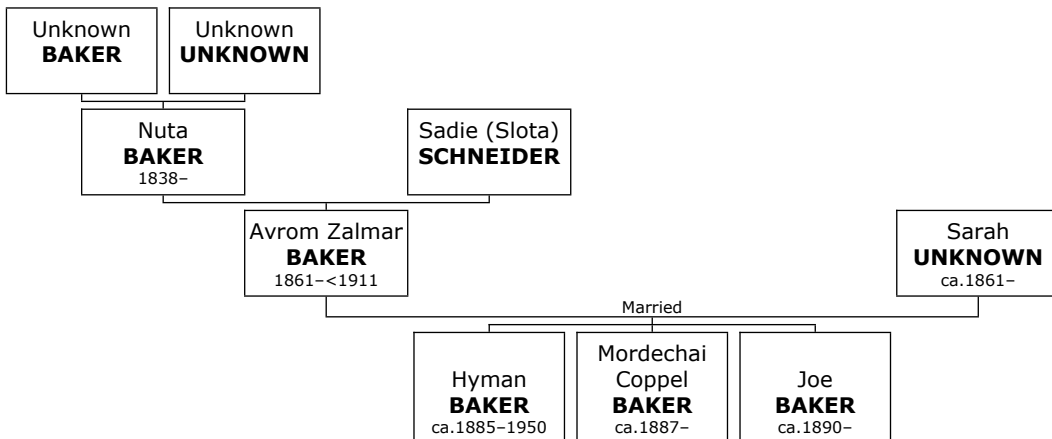 Unknown
BAKER
Unknown
UNKNOWN
Nuta
BAKER
1838–
Sadie (Slota)
SCHNEIDER
Avrom Zalmar
BAKER
1861–<1911
Sarah
UNKNOWN
ca.1861–
Married
Hyman
BAKER
ca.1885–1950
Mordechai
Coppel
BAKER
ca.1887–
Joe
BAKER
ca.1890–